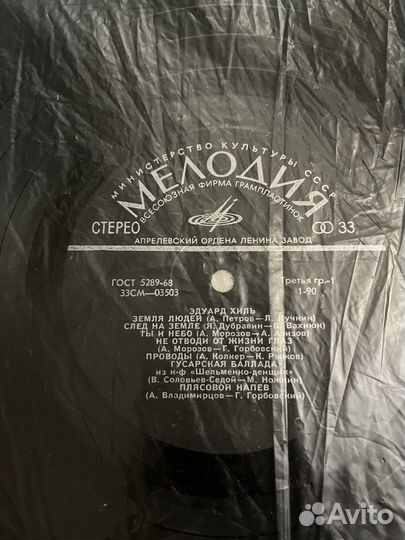 МИНИСТЕРСТВО КУЛЬТУРЫ СССР
МЕЛОДИЯ
ВСЕСОЮЗНАЯ ФИРМА ГРАМПЛАСТИНОК
СТЕРЕО
33
АПРЕЛЕВСКИЙ ОРДЕНА ЛЕНИНА ЗАВОД
ГОСТ 5289-68
Третья гр.-1
33СМ—03503
1-90
ЭДУАРД ХИЛЬ
ЗЕМЛЯ ЛЮДЕЙ (А. Петров—Л. Лучкин)
СЛЕД НА ЗЕМЛЕ (Я. Дубравин—В. Вахнюк)
ТЫ И НЕБО (А. Морозов—А. Азизов)
НЕ ОТВОДИ ОТ ЖИЗНИ ГЛАЗ
(А. Морозов—Г. Горбовский)
ПРОВОДЫ (А. Колкер—К. Рыжов)
ГУСАРСКАЯ БАЛЛАДА
из к-ф «Шельменко-денщик»
(В. Соловьев-Седой—М. Ножкин)
ПЛЯСОВОЙ НАПЕВ
(А. Владимирцов—Г. Горбовский)
Avito